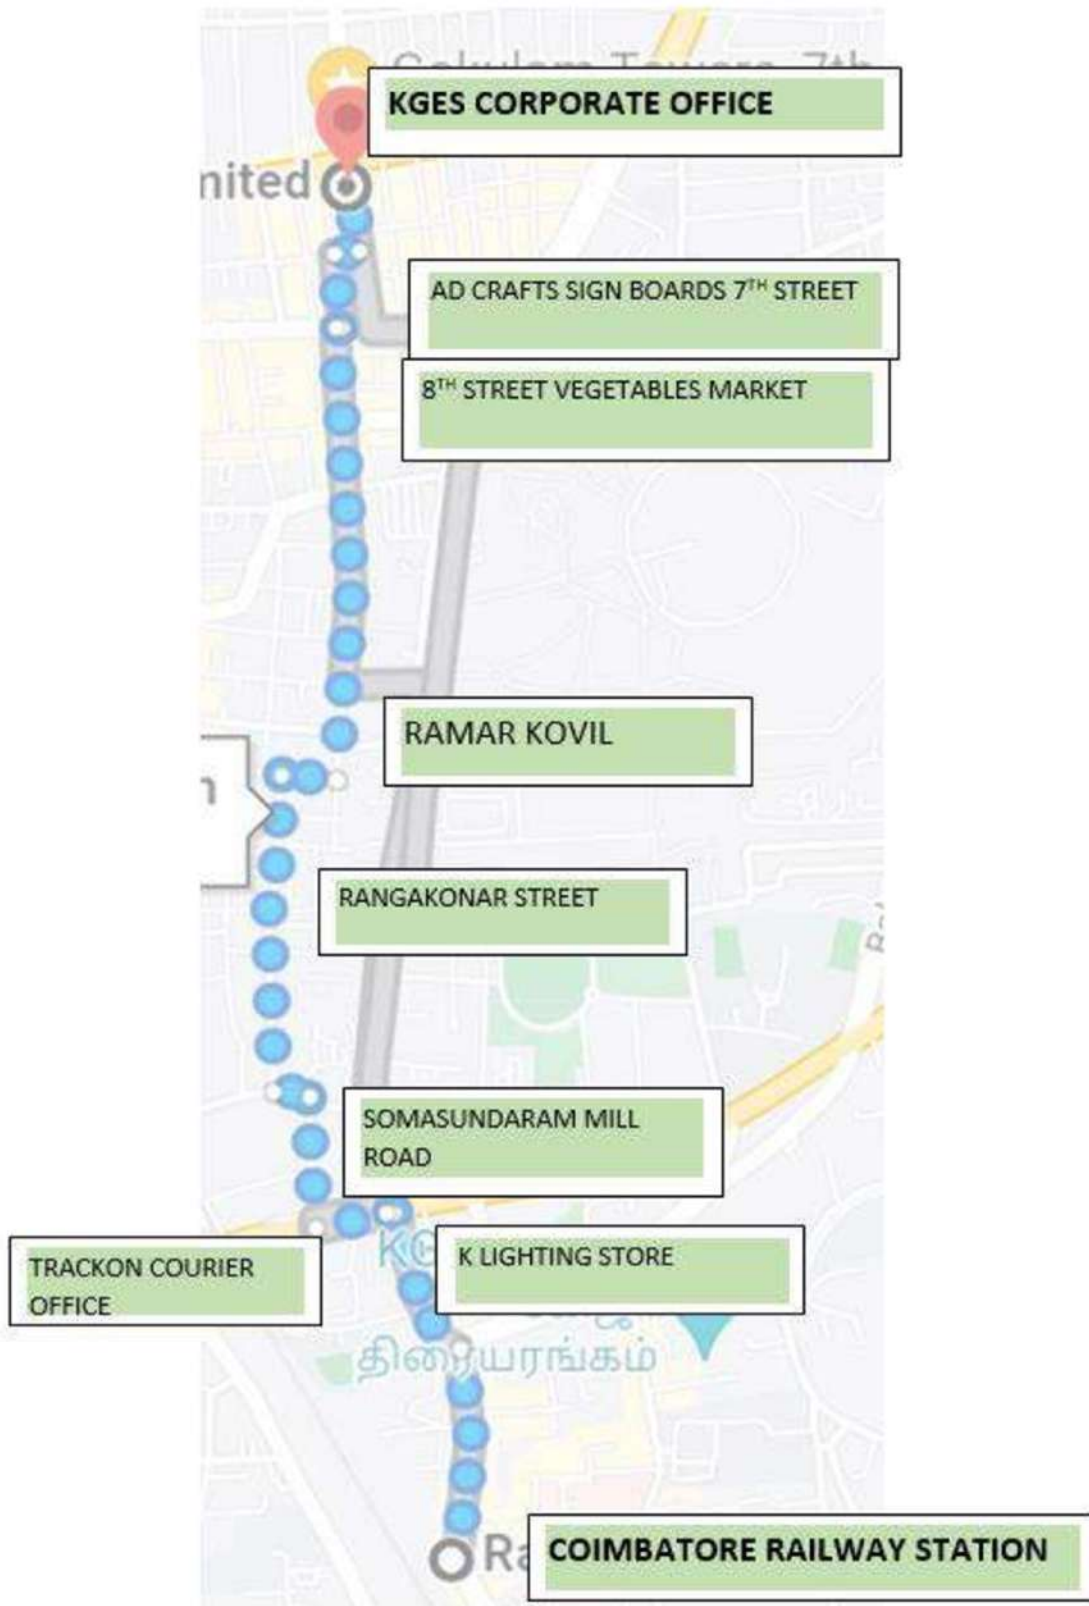 KGES CORPORATE OFFICE
nited
AD CRAFTS SIGN BOARDS 7TH STREET
8TH STREET VEGETABLES MARKET
RAMAR KOVIL
RANGAKONAR STREET
SOMASUNDARAM MILL
ROAD
TRACKON COURIER
OFFICE
K LIGHTING STORE
திரையரங்கம்
COIMBATORE RAILWAY STATION